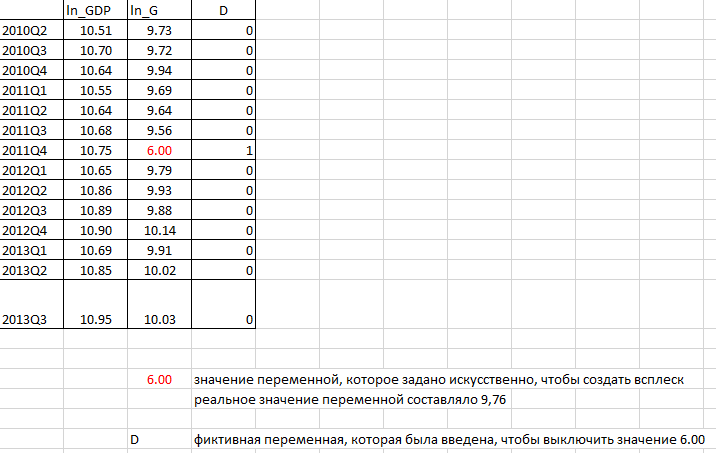 ln_GDP ln_G D
2010Q2 10.51 9.73 0
2010Q3 10.70 9.72 0
2010Q4 10.64 9.94 0
2011Q1 10.55 9.69 0
2011Q2 10.64 9.64 0
2011Q3 10.68 9.56 0
2011Q4 10.75 6.00 1
2012Q1 10.65 9.79 0
2012Q2 10.86 9.93 0
2012Q3 10.89 9.88 0
2012Q4 10.90 10.14 0
2013Q1 10.69 9.91 0
2013Q2 10.85 10.02 0
2013Q3 10.95 10.03 0
6.00 значение переменной, которое задано искусственно, чтобы создать всплеск
реальное значение переменной составляло 9,76
D фиктивная переменная, которая была введена, чтобы выключить значение 6.00